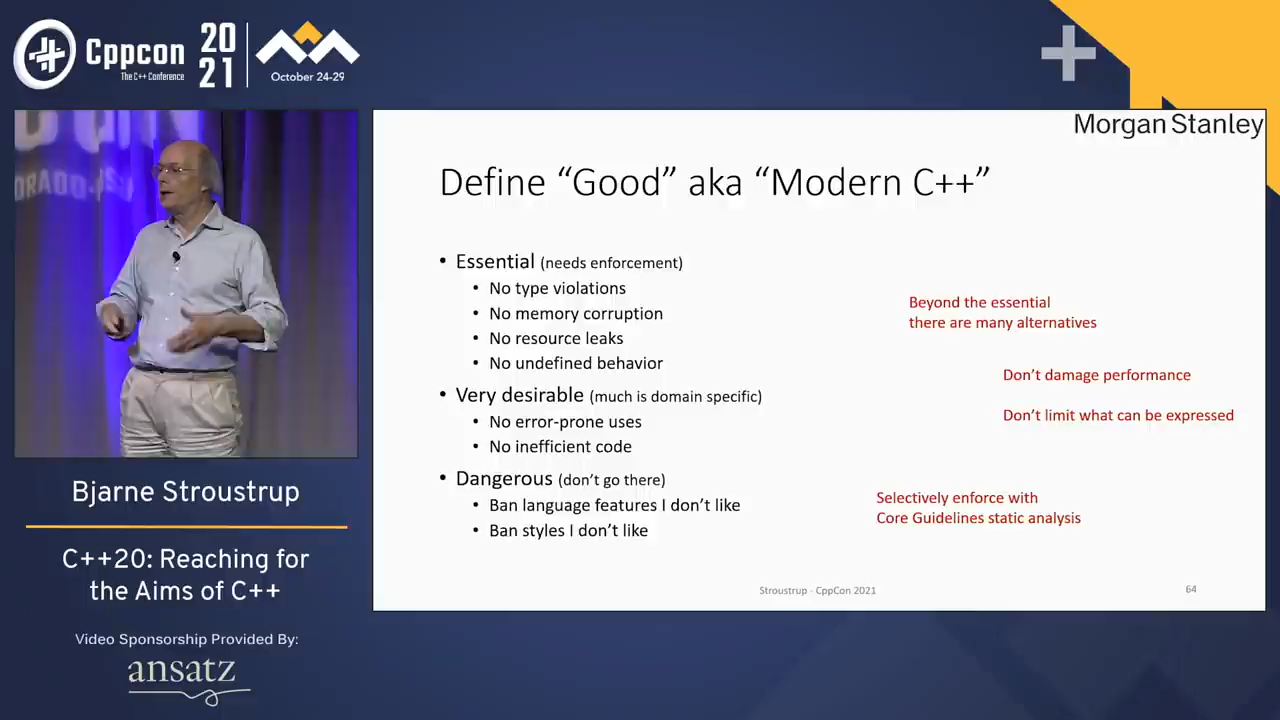 Cppcon
The C++ Conference
20
21
October 24-29
Morgan Stanley
Define “Good” aka “Modern C++”
• Essential (needs enforcement)
• No type violations
• No memory corruption
• No resource leaks
• No undefined behavior
• Very desirable (much is domain specific)
• No error-prone uses
• No inefficient code
• Dangerous (don’t go there)
• Ban language features I don’t like
• Ban styles I don’t like
Beyond the essential
there are many alternatives
Don’t damage performance
Don’t limit what can be expressed
Selectively enforce with
Core Guidelines static analysis
Stroustrup - CppCon 2021
64
Bjarne Stroustrup
C++20: Reaching for
the Aims of C++
Video Sponsorship Provided By:
ansatz